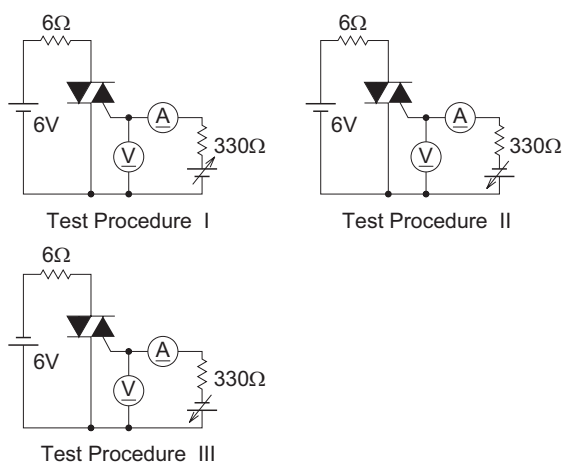 6Ω
6V
A
V
330Ω
Test Procedure I
6Ω
6V
A
V
330Ω
Test Procedure II
6Ω
6V
A
V
330Ω
Test Procedure III